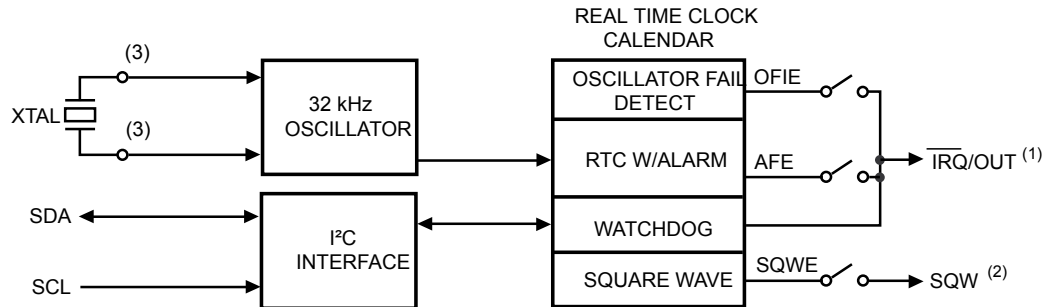 REAL TIME CLOCK
CALENDAR
(3)
XTAL
(3)
32 kHz
OSCILLATOR
OSCILLATOR FAIL
DETECT
OFIE
RTC W/ALARM
AFE
IRQ/OUT (1)
SDA
SCL
I²C
INTERFACE
WATCHDOG
SQUARE WAVE
SQWE
SQW (2)